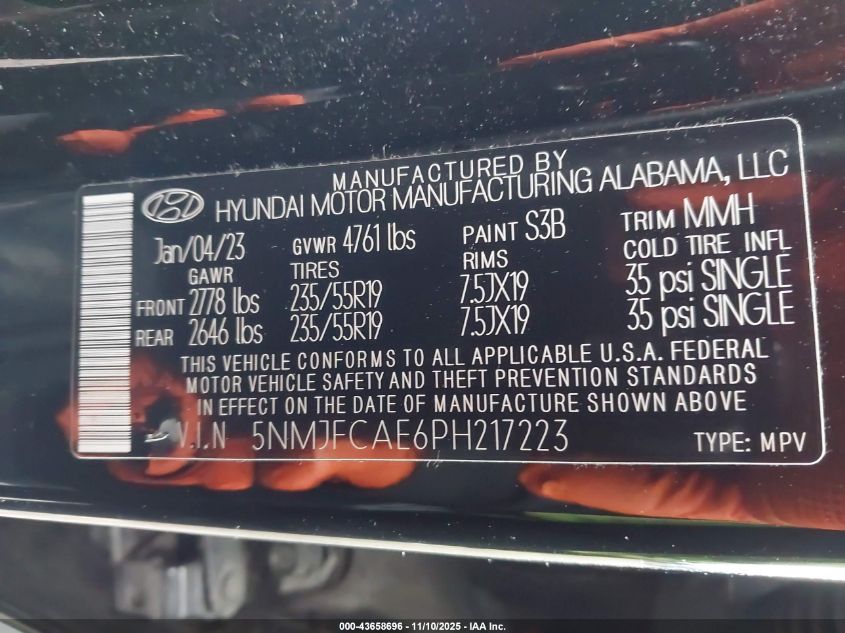 MANUFACTURED BY
HYUNDAI MOTOR MANUFACTURING ALABAMA, LLC
Jan/04/23 GVWR 4761 lbs PAINT S3B TRIM MMH
GAWR TIRES RIMS COLD TIRE INFL
FRONT 2778 lbs 235/55R19 7.5JX19 35 psi SINGLE
REAR 2646 lbs 235/55R19 7.5JX19 35 psi SINGLE
THIS VEHICLE CONFORMS TO ALL APPLICABLE U.S.A. FEDERAL
MOTOR VEHICLE SAFETY AND THEFT PREVENTION STANDARDS
IN EFFECT ON THE DATE OF MANUFACTURE SHOWN ABOVE
V.I.N 5NMJFCAE6PH217223 TYPE: MPV
000-43658696 - 11/10/2025 - IAA Inc.